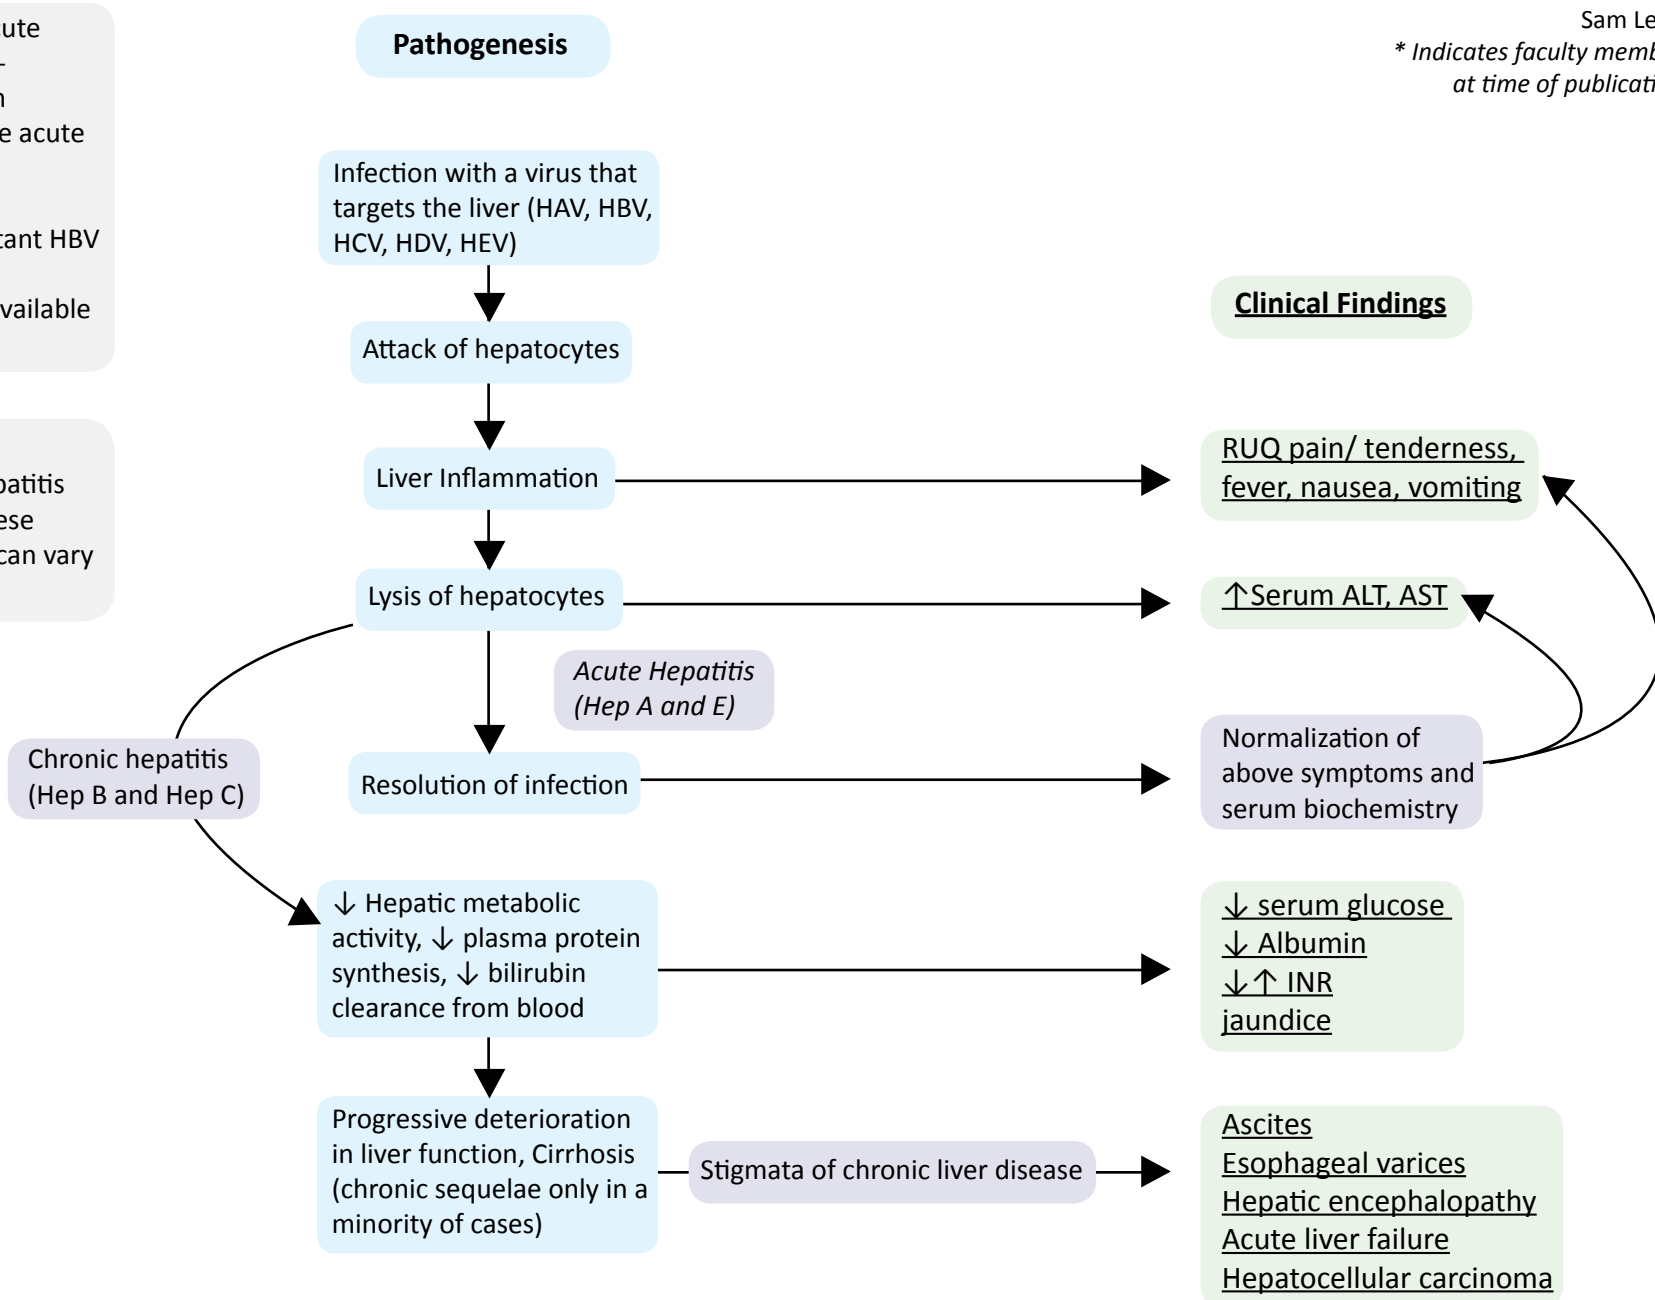 ute
-
n
e acute
tant HBV
vailable
patitis
ese
can vary
Pathogenesis
Sam Le
* Indicates faculty memb
at time of publicati
Infection with a virus that
targets the liver (HAV, HBV,
HCV, HDV, HEV)
Attack of hepatocytes
Clinical Findings
Liver Inflammation
RUQ pain/ tenderness,
fever, nausea, vomiting
Lysis of hepatocytes
↑Serum ALT, AST
Acute Hepatitis
(Hep A and E)
Chronic hepatitis
(Hep B and Hep C)
Resolution of infection
Normalization of
above symptoms and
serum biochemistry
↓ Hepatic metabolic
activity, ↓ plasma protein
synthesis, ↓ bilirubin
clearance from blood
↓ serum glucose
↓ Albumin
↓↑ INR
jaundice
Progressive deterioration
in liver function, Cirrhosis
(chronic sequelae only in a
minority of cases)
Stigmata of chronic liver disease
Ascites
Esophageal varices
Hepatic encephalopathy
Acute liver failure
Hepatocellular carcinoma